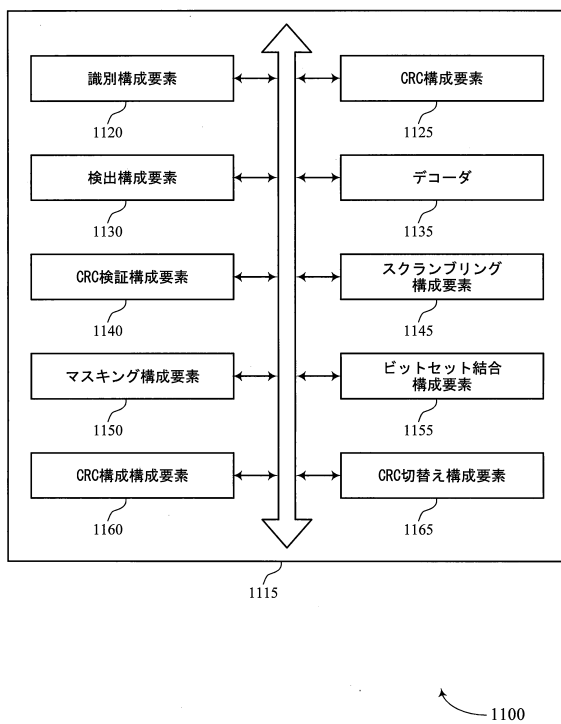 識別構成要素
1120
CRC構成要素
1125
検出構成要素
1130
デコーダ
1135
CRC検証構成要素
1140
スクランブリング
構成要素
1145
マスキング構成要素
1150
ビットセット結合
構成要素
1155
CRC構成構成要素
1160
CRC切替え構成要素
1165
1115
1100